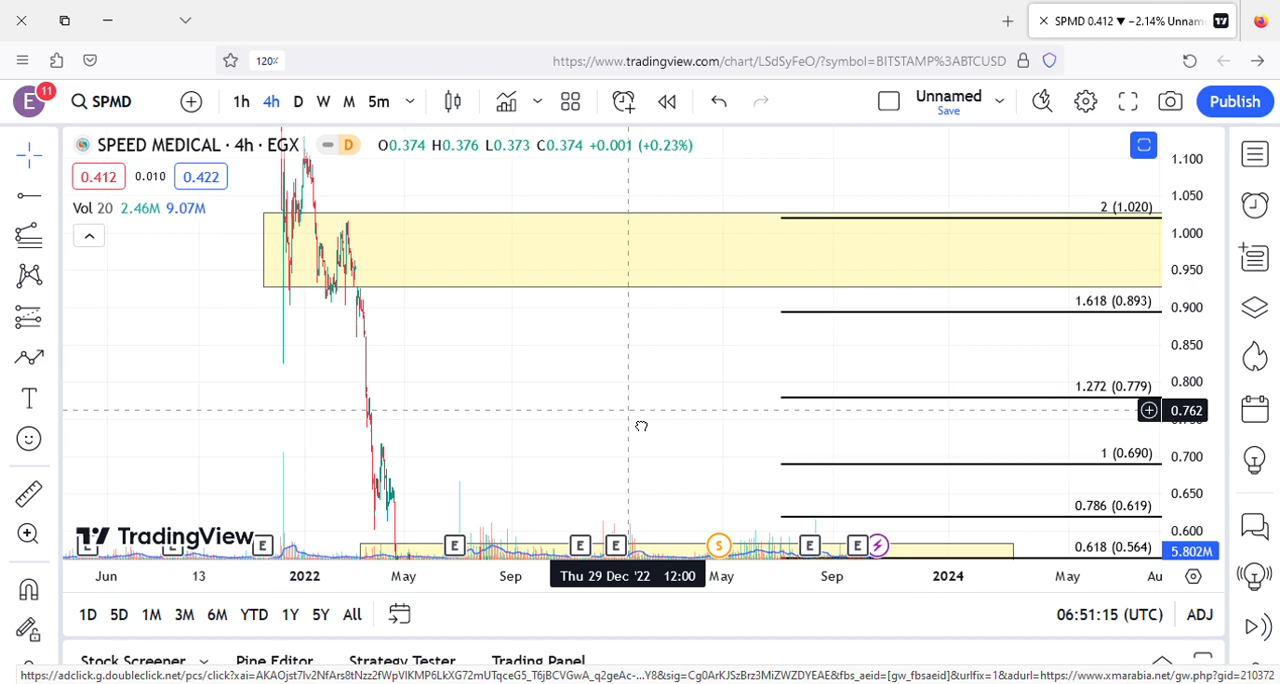 SPMD 0.412 ▼ −2.14% Unnam
120%
https://www.tradingview.com/chart/LSdSyFeO/?symbol=BITSTAMP%3ABTCUSD
E 11 SPMD 1h 4h D W M 5m Unnamed Save Publish
SPEED MEDICAL · 4h · EGX D O0.374 H0.376 L0.373 C0.374 +0.001 (+0.23%)
0.412 0.010 0.422
Vol 20 2.46M 9.07M
1.100
1.050
2 (1.020)
1.000
0.950
1.618 (0.893)
0.900
0.850
1.272 (0.779)
0.800
0.762
1 (0.690)
0.700
0.650
0.786 (0.619)
0.600
0.618 (0.564)
5.802M
TradingView
E E E E S E E
Jun 13 2022 May Sep Thu 29 Dec '22 12:00 May Sep 2024 May Au
1D 5D 1M 3M 6M YTD 1Y 5Y All 06:51:15 (UTC) ADJ
Stock Screener Pine Editor Strategy Tester Trading Panel